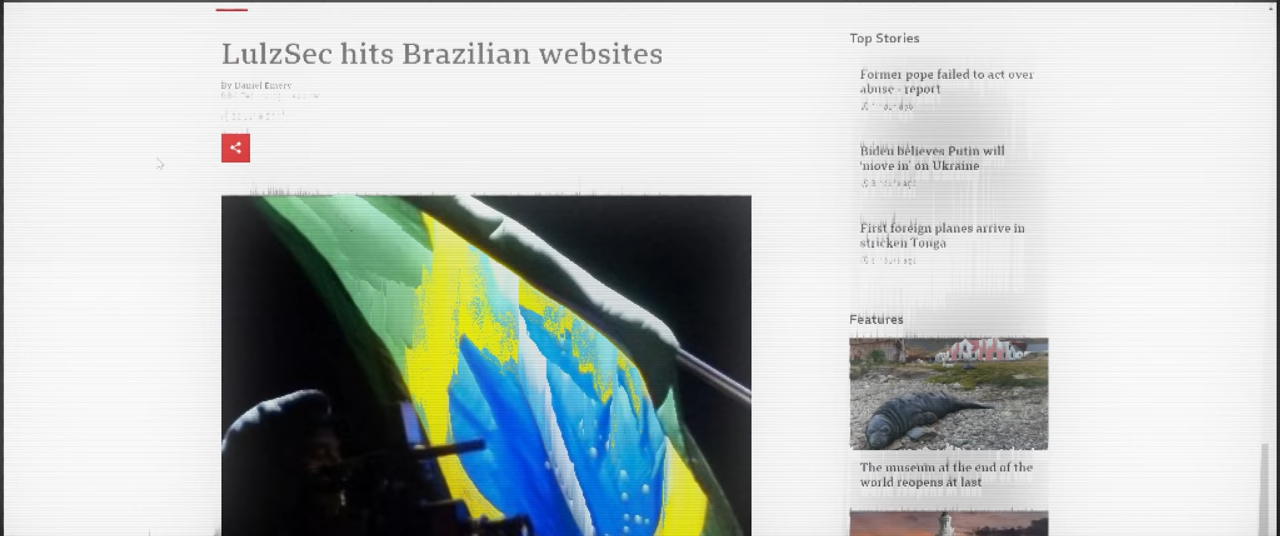 LulzSec hits Brazilian websites
By Daniel Emery
Top Stories
Former pope failed to act over
abuse - report
Biden believes Putin will
'move in' on Ukraine
First foreign planes arrive in
stricken Tonga
Features
The museum at the end of the
world reopens at last